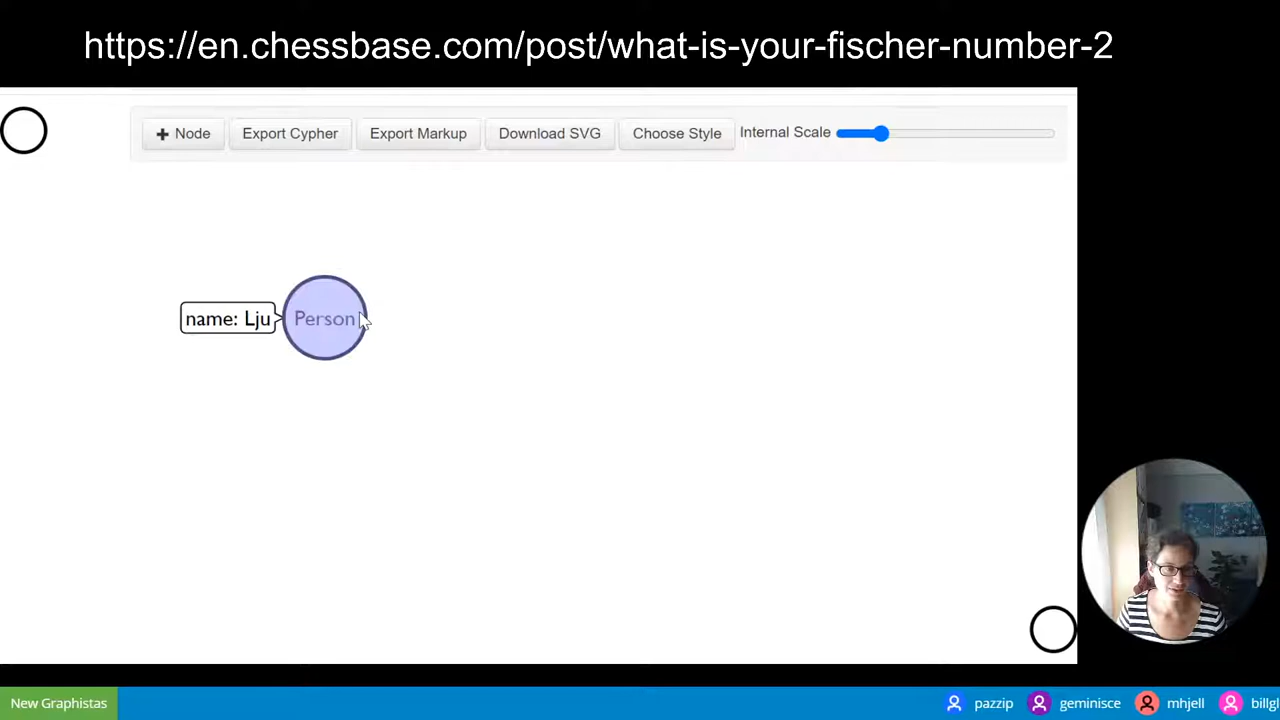 https://en.chessbase.com/post/what-is-your-fischer-number-2
Node Export Cypher Export Markup Download SVG Choose Style Internal Scale
name: Lju Person
New Graphistas pazzip geminisce mhjell billgl